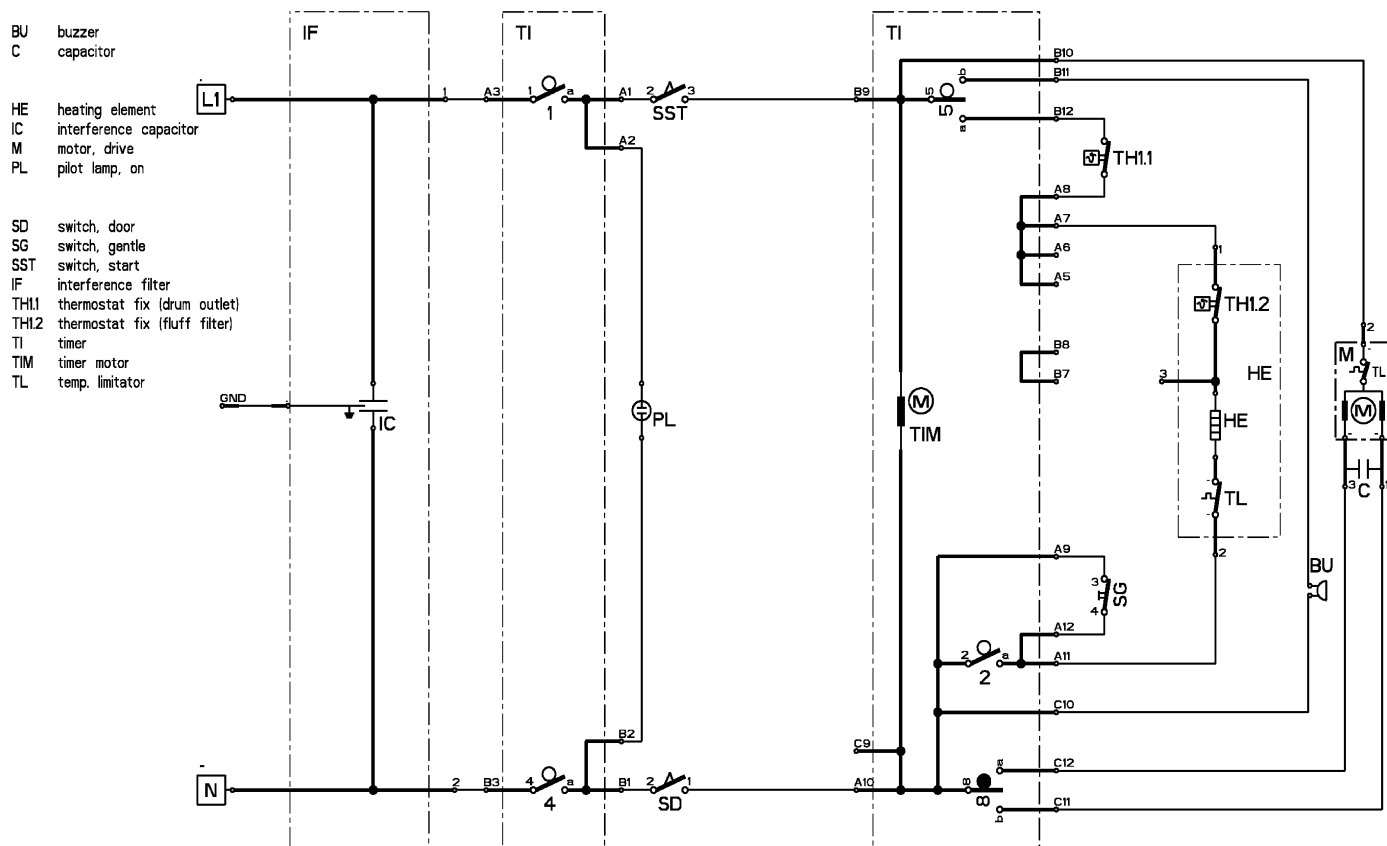 BU buzzer
C capacitor
HE heating element
IC interference capacitor
M motor, drive
PL pilot lamp, on
SD switch, door
SG switch, gentle
SST switch, start
IF interference filter
TH1.1 thermostat fix (drum outlet)
TH1.2 thermostat fix (fluff filter)
TI timer
TIM timer motor
TL temp. limitator
IF
TI
TI
L1
1
A3
1
a
1
A1
2
3
SST
A2
B9
5
5
b
a
B10
B11
B12
TH1.1
A8
A7
A6
A5
1
TH1.2
B8
B7
3
HE
HE
TL
2
2
M
TL
M
3
C
1
GND
IC
PL
M
TIM
A9
3
SG
4
A12
2
a
2
A11
BU
C10
B2
C9
N
2
B3
4
a
4
B1
2
1
SD
A10
8
8
a
b
C12
C11